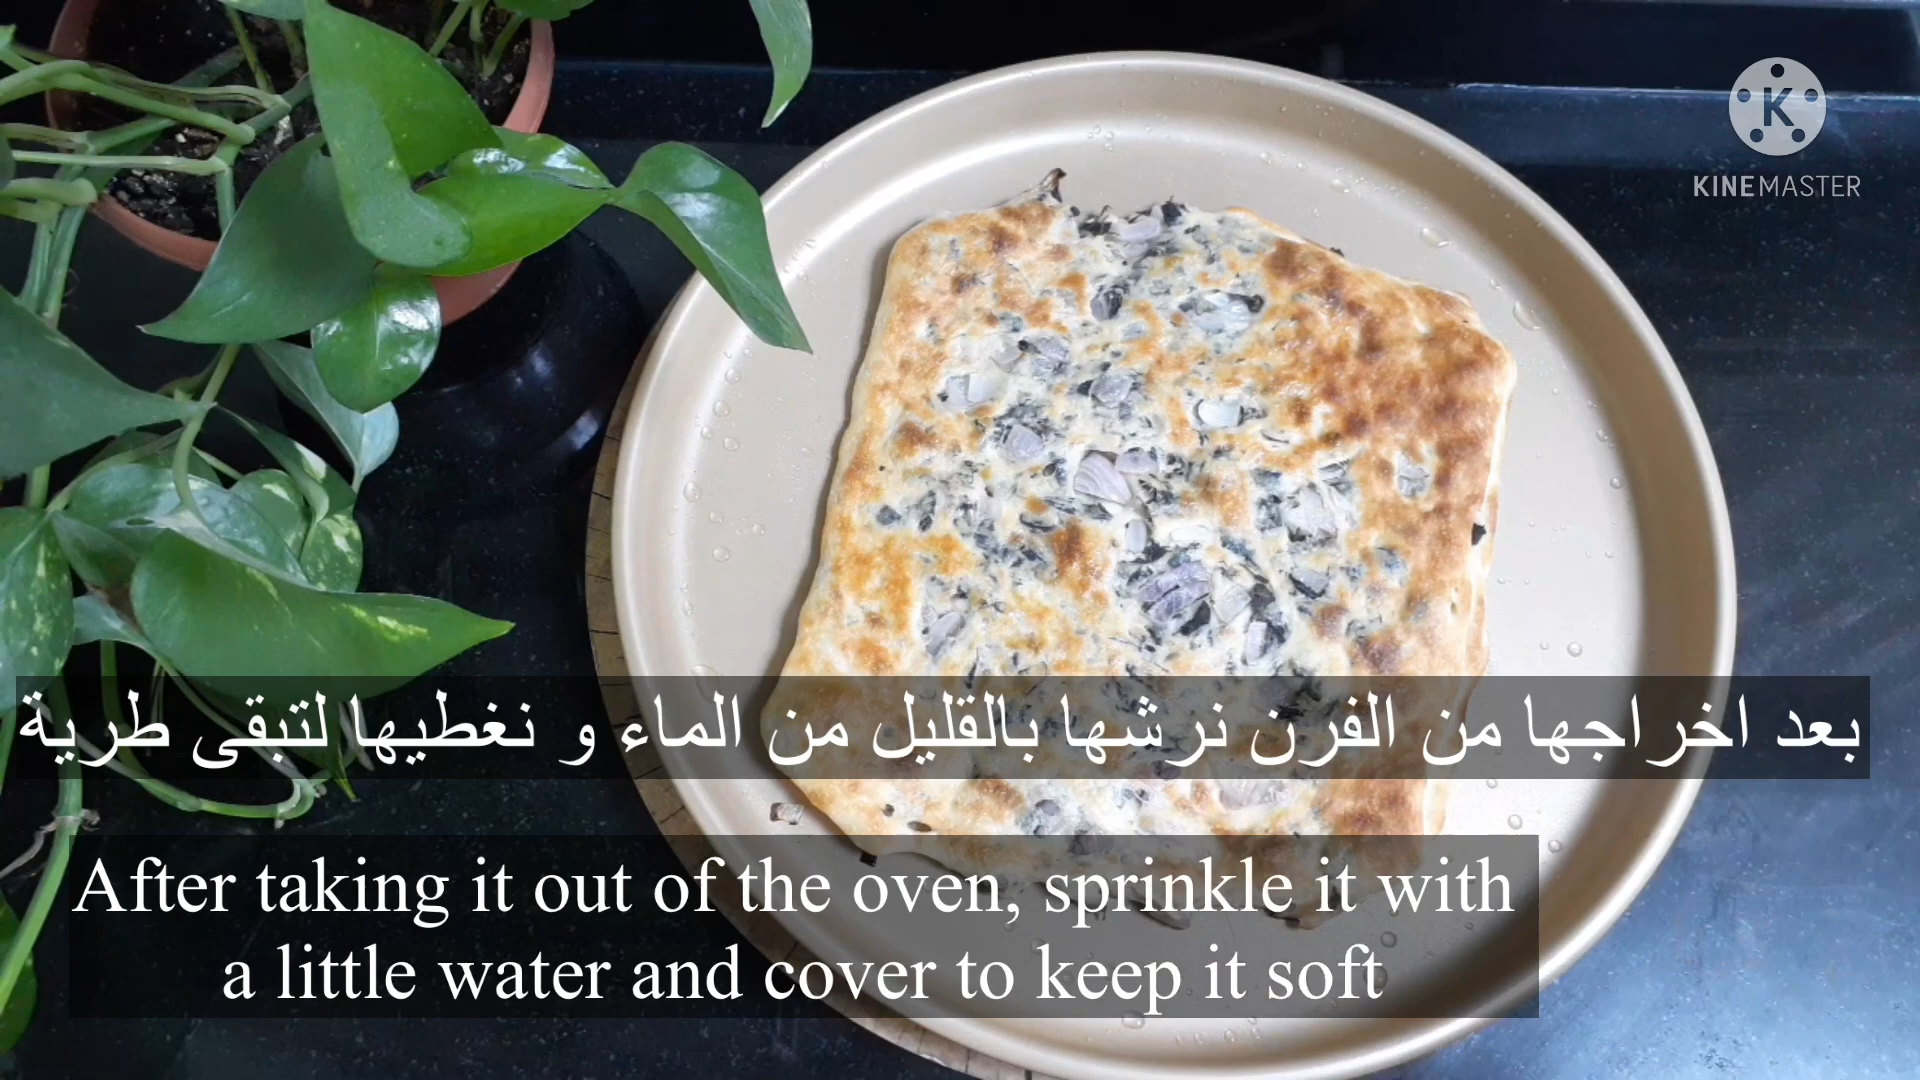 KINEMASTER
بعد اخراجها من الفرن نرشها بالقليل من الماء و نغطيها لتبقى طرية
After taking it out of the oven, sprinkle it with
a little water and cover to keep it soft